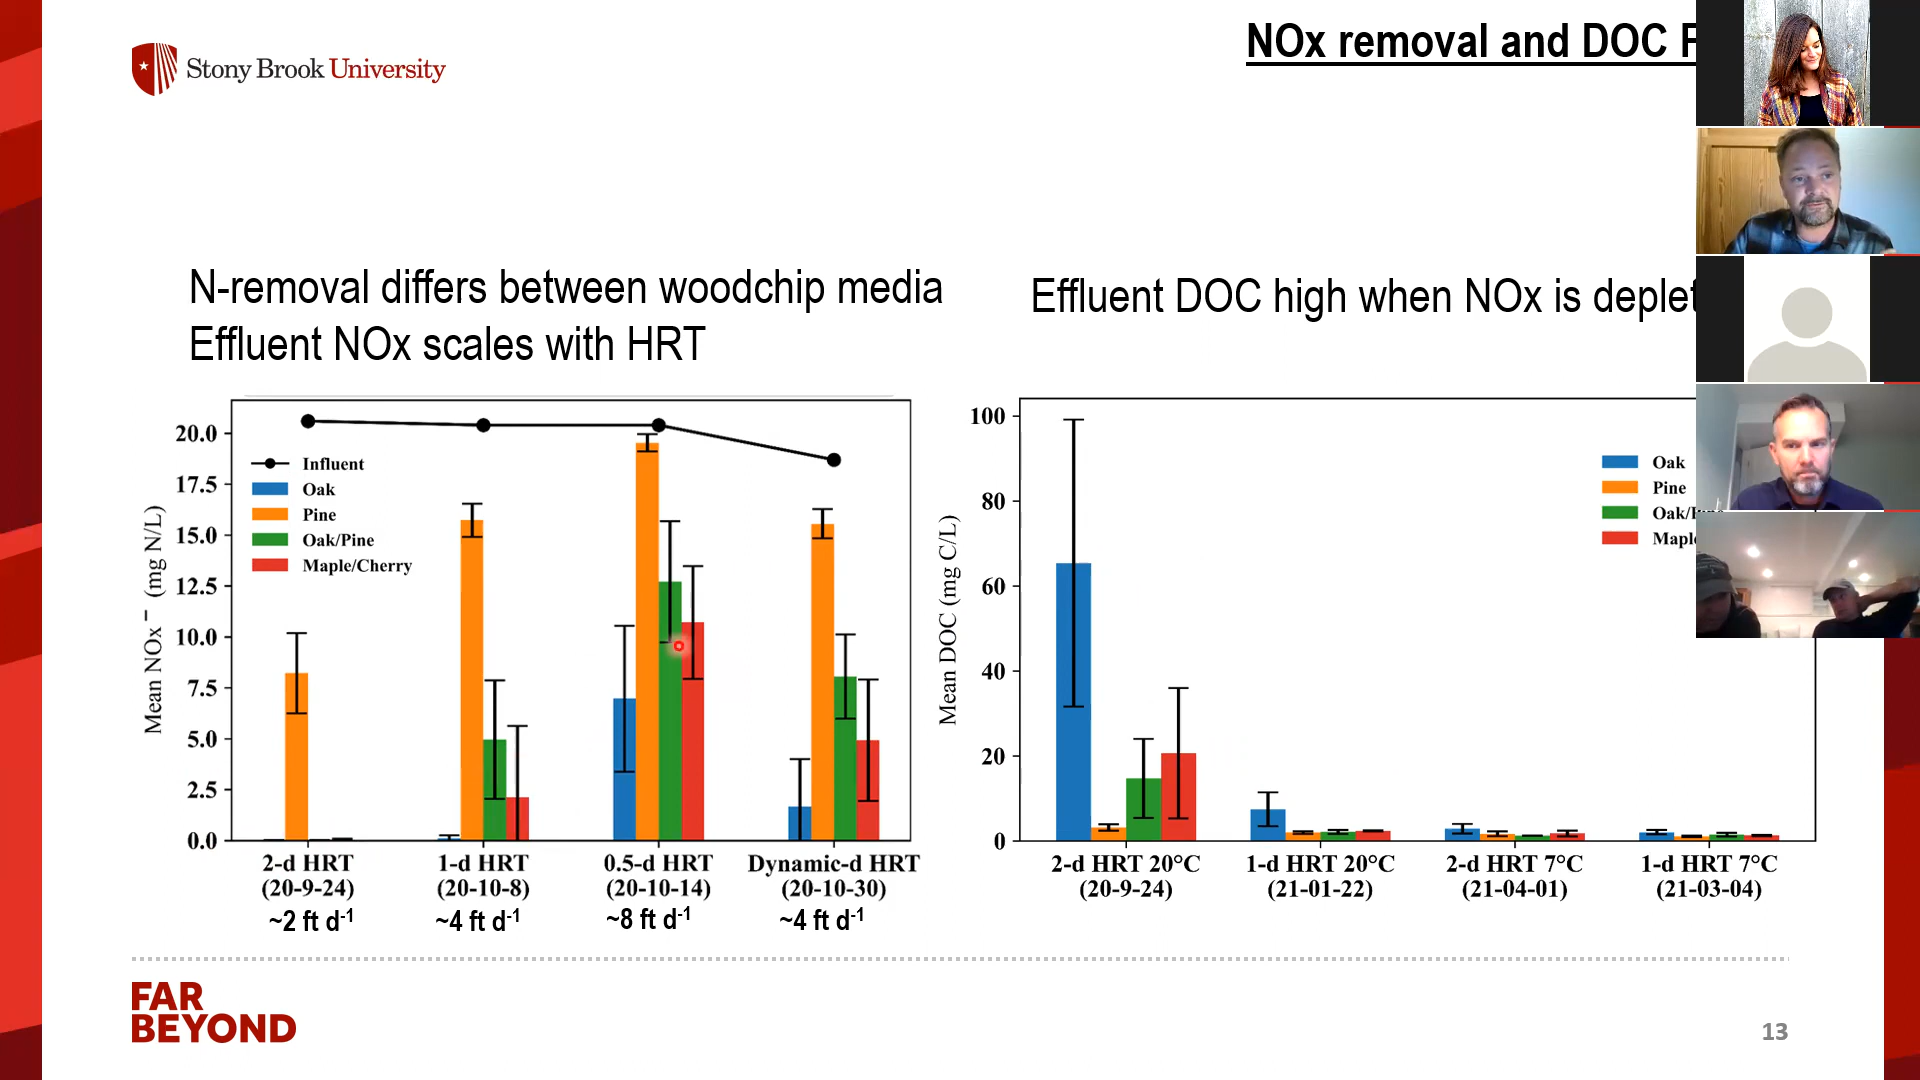 Stony Brook University
NOx removal and DOC
N-removal differs between woodchip media
Effluent NOx scales with HRT
Effluent DOC high when NOx is deplet
Mean NOx⁻ (mg N/L)
20.0
17.5
15.0
12.5
10.0
7.5
5.0
2.5
0.0
Influent
Oak
Pine
Oak/Pine
Maple/Cherry
2-d HRT
(20-9-24)
~2 ft d⁻¹
1-d HRT
(20-10-8)
~4 ft d⁻¹
0.5-d HRT
(20-10-14)
~8 ft d⁻¹
Dynamic-d HRT
(20-10-30)
~4 ft d⁻¹
Mean DOC (mg C/L)
100
80
60
40
20
0
Oak
Pine
Oak/
Maple
2-d HRT 20°C
(20-9-24)
1-d HRT 20°C
(21-01-22)
2-d HRT 7°C
(21-04-01)
1-d HRT 7°C
(21-03-04)
FAR
BEYOND
13